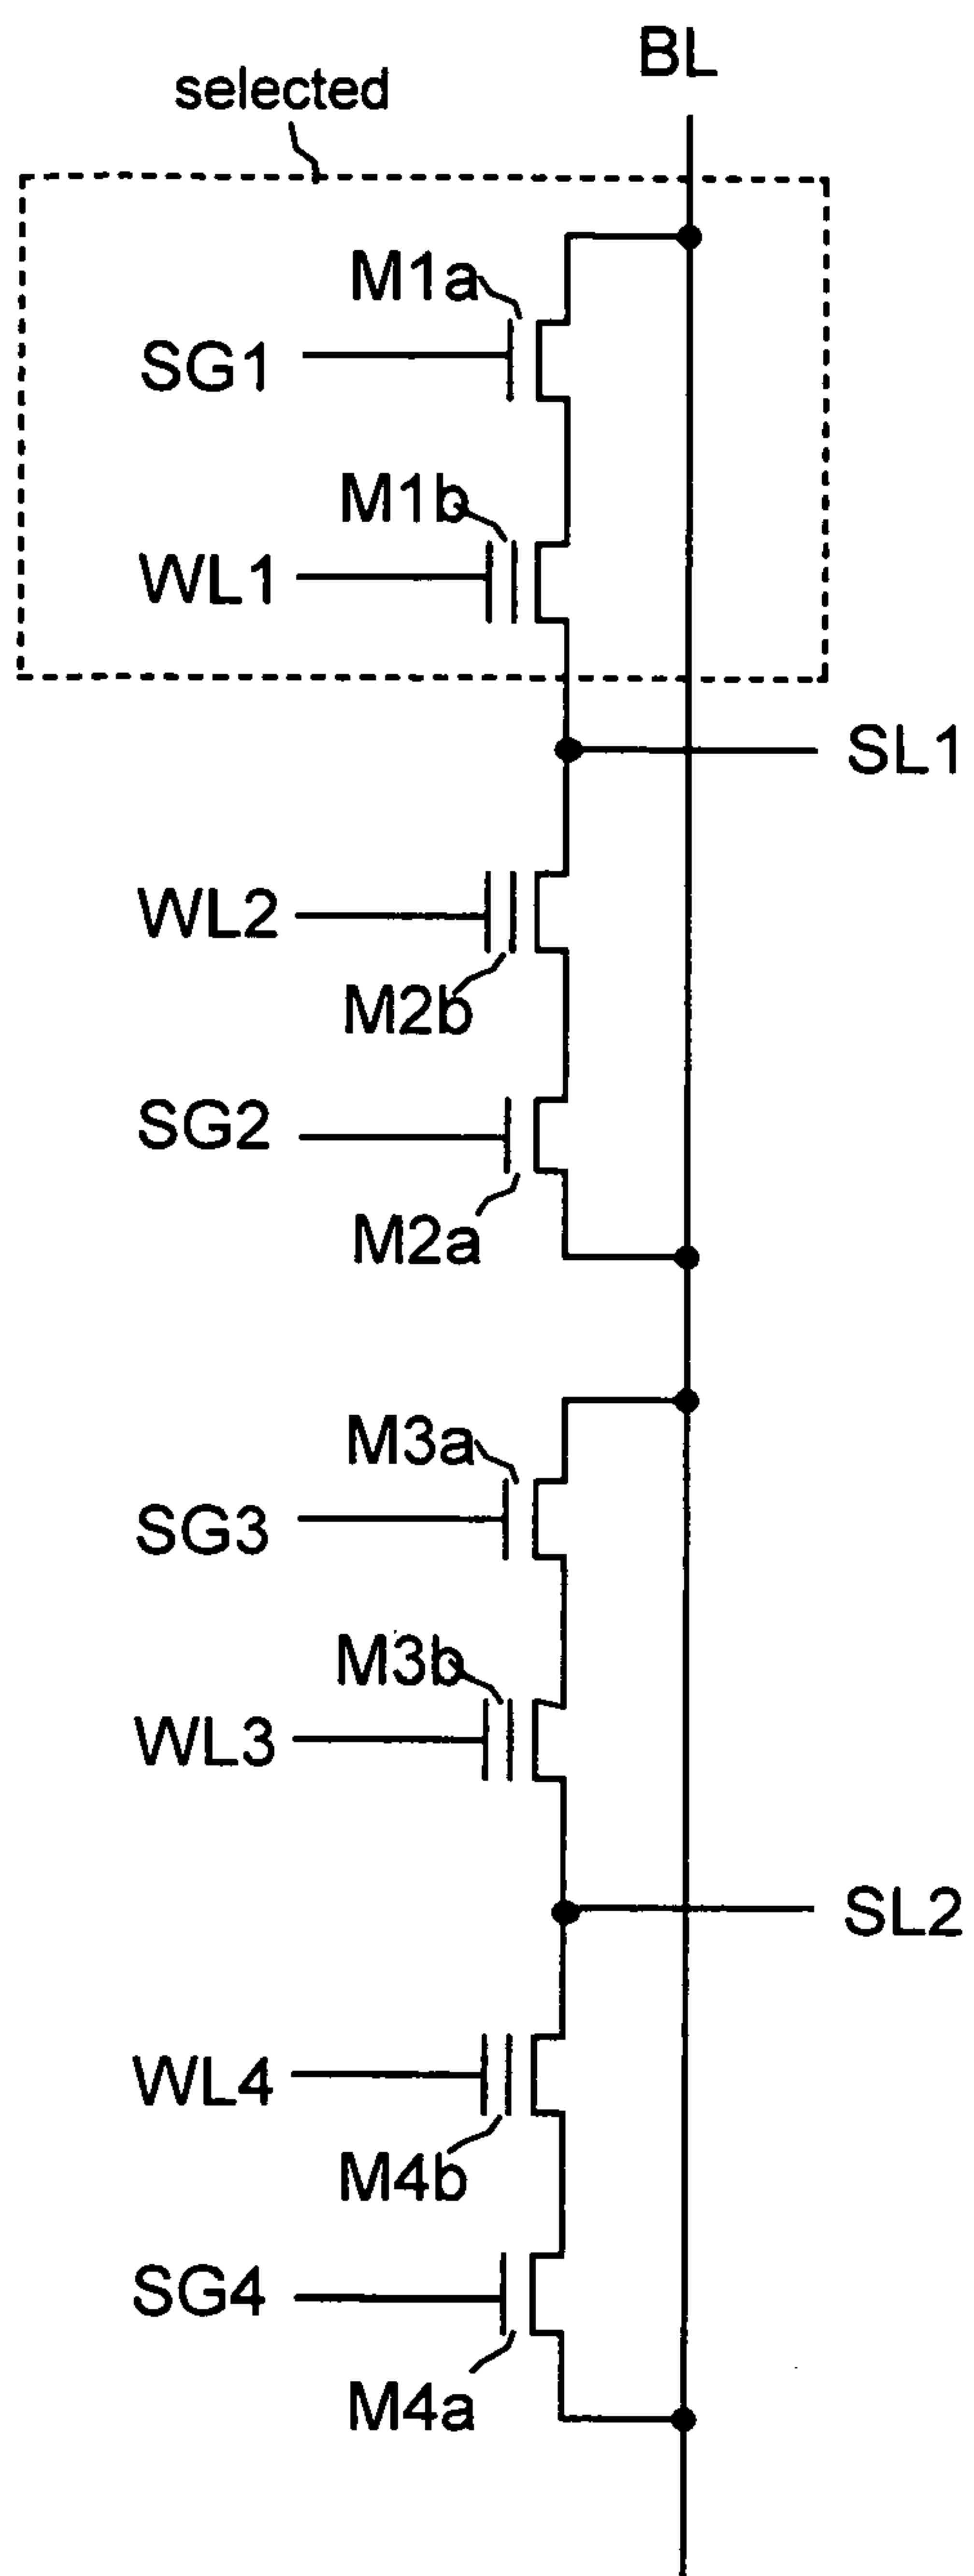 BL
selected
M1a
SG1
M1b
WL1
SL1
WL2
M2b
SG2
M2a
M3a
SG3
M3b
WL3
SL2
WL4
M4b
SG4
M4a